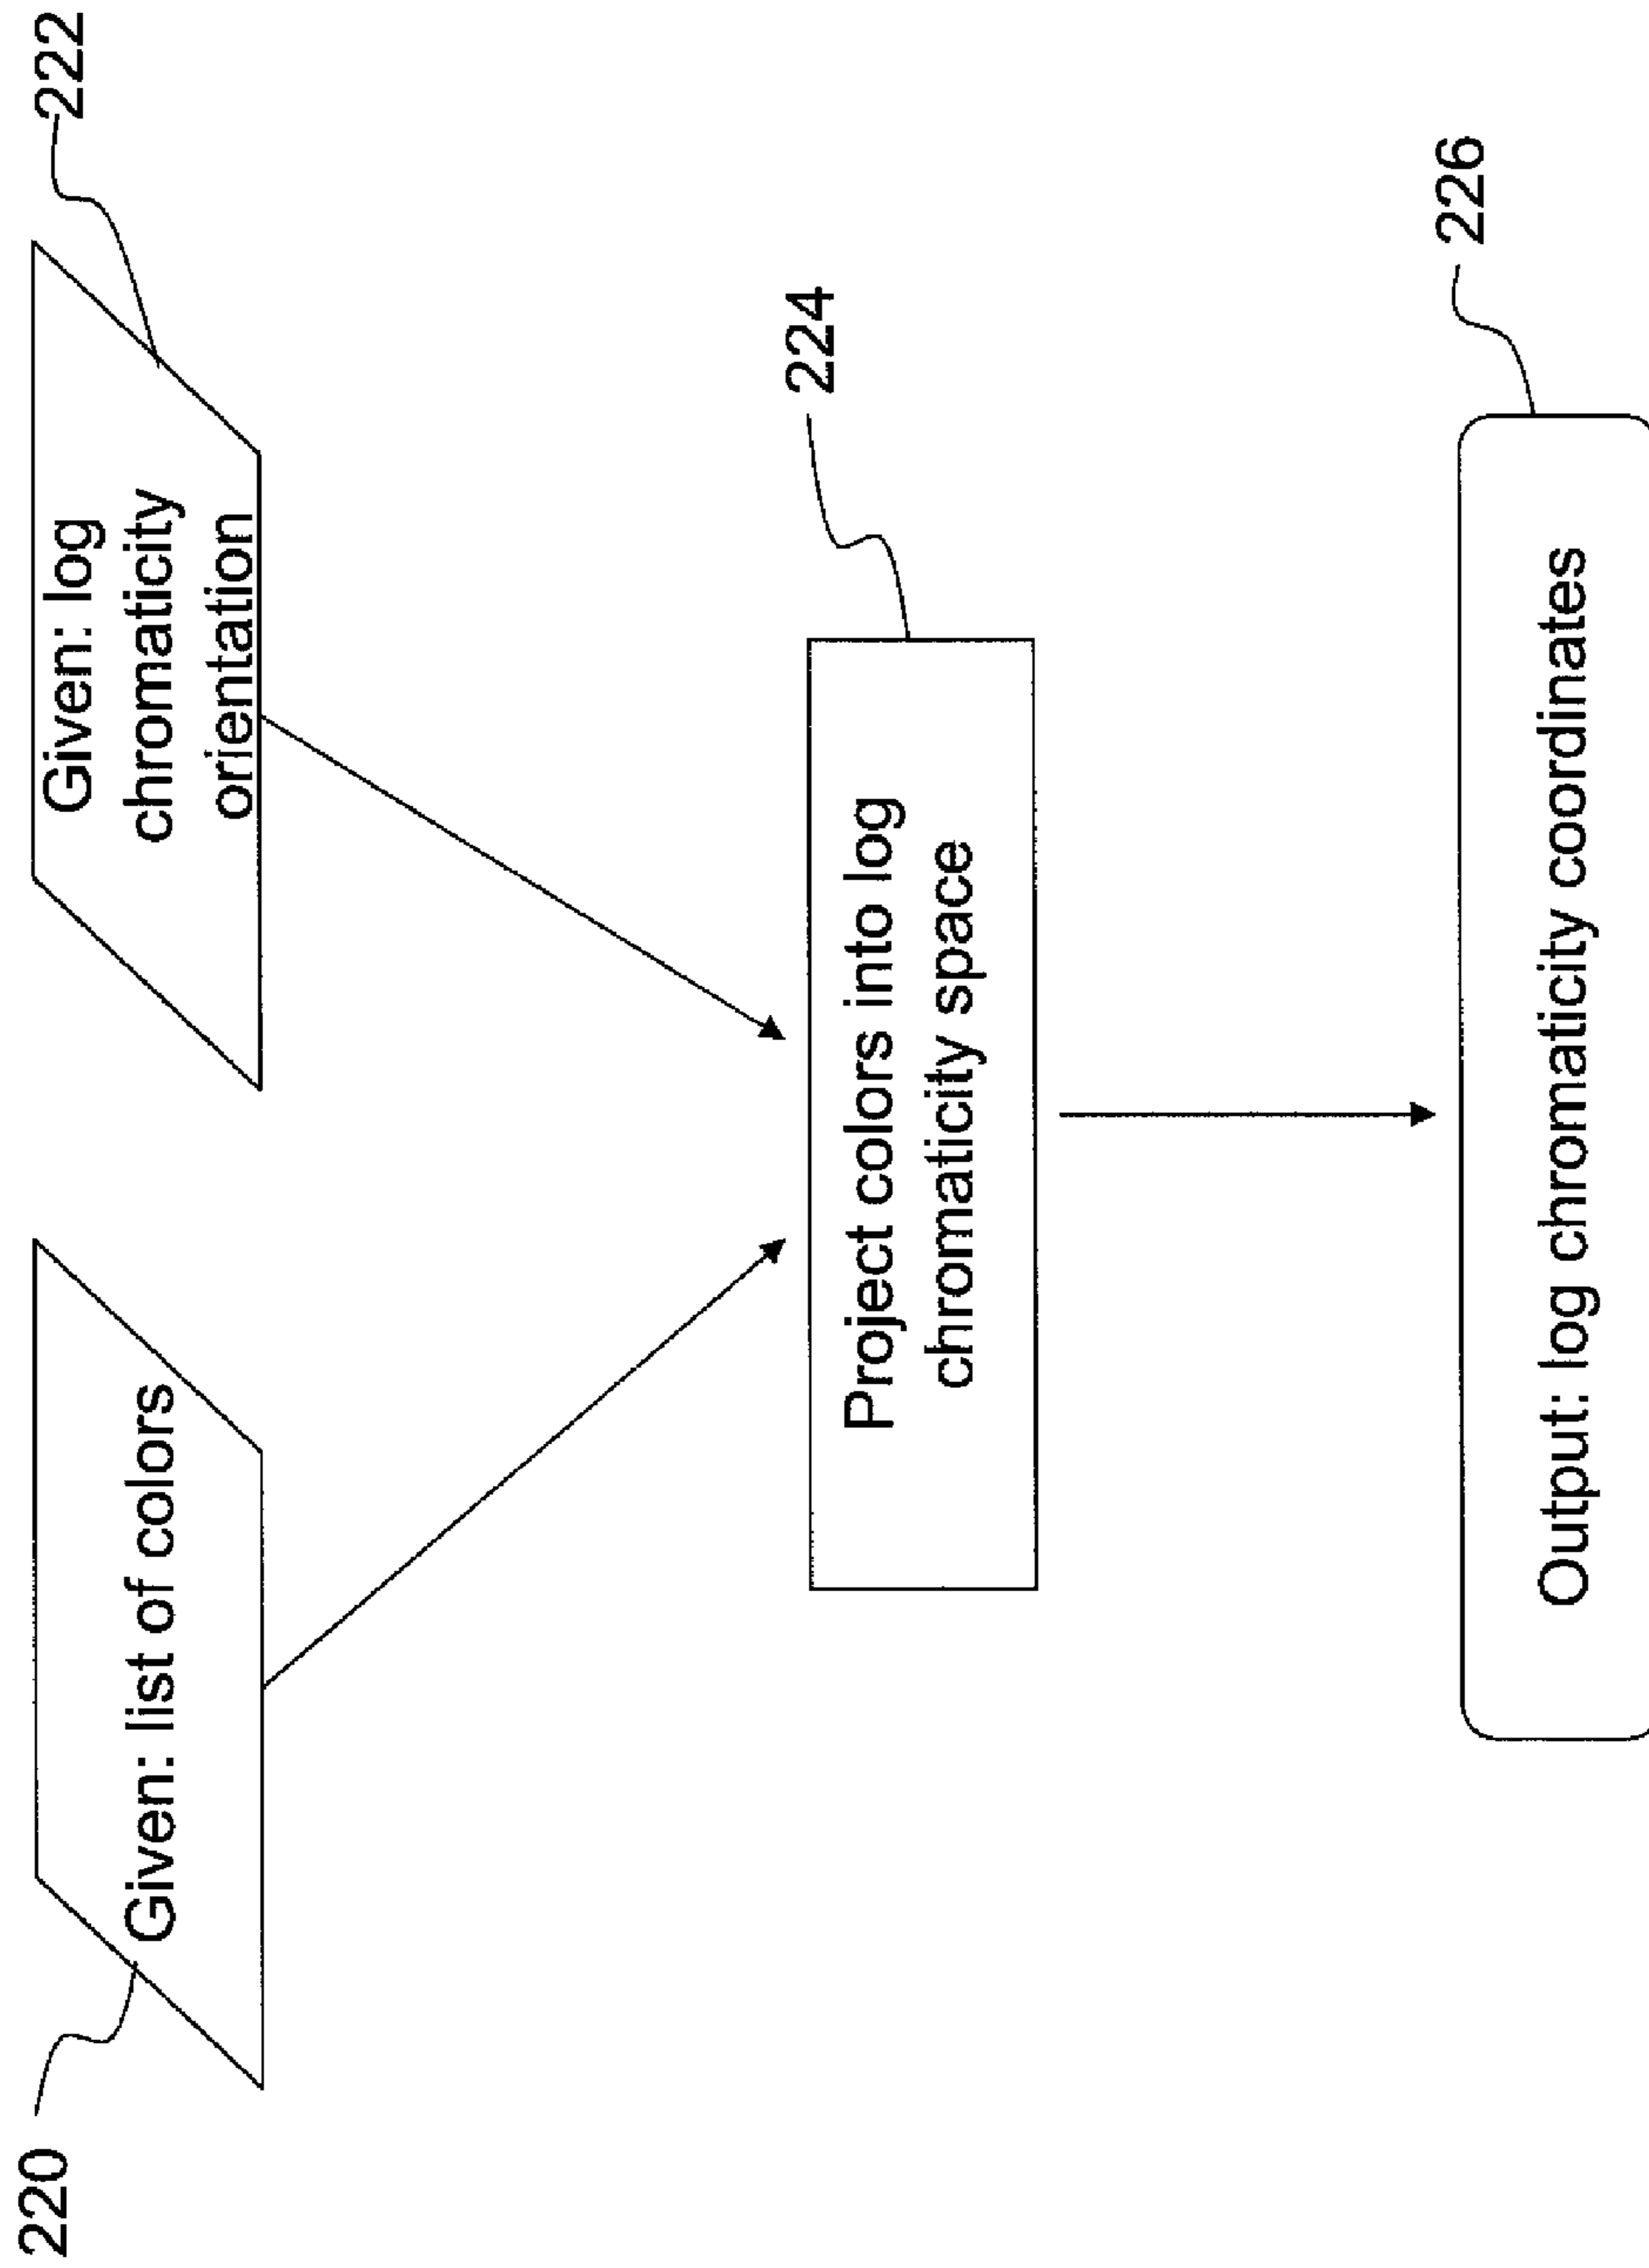 220
Given: list of colors
222
Given: log
chromaticity
orientation
224
Project colors into log
chromaticity space
226
Output: log chromaticity coordinates